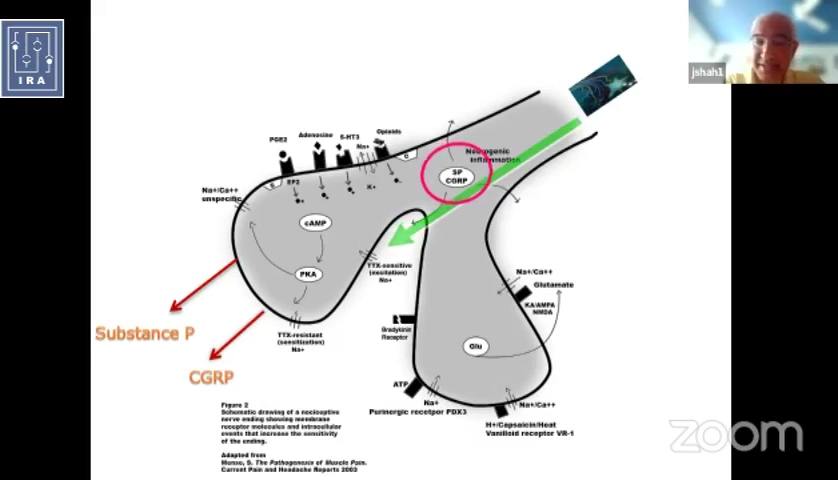 IRA
jshah1
PGE2
Adenosine
5-HT3
Opioids
Na+
G
Neurogenic
inflammation
SP
CGRP
EP2
K+
G
Na+/Ca++
unspecific
cAMP
PKA
TTX-sensitive
(excitation)
Na+
Na+/Ca++
Glutamate
KA/AMPA
NMDA
Substance P
TTX-resistant
(sensitization)
Na+
Bradykinin
Receptor
Glu
CGRP
ATP
Na+
Purinergic recetpor PDX3
Na+/Ca++
H+/Capsaicin/Heat
Vanilloid receptor VR-1
Figure 2
Schematic drawing of a nociceptive
nerve ending showing membrane
receptor molecules and intracellular
events that increase the sensitivity
of the ending.
Adapted from
Mense, S. The Pathogenesis of Muscle Pain.
Current Pain and Headache Reports 2003
zoom